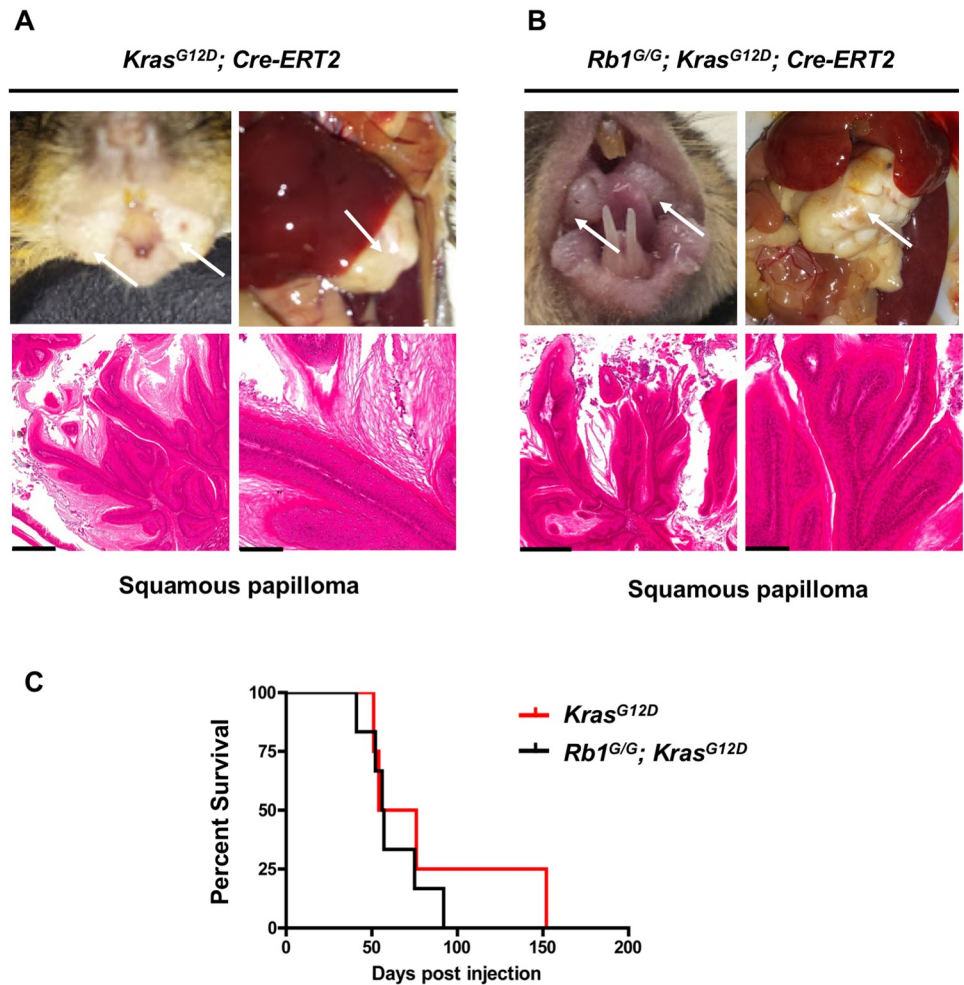 A
Kras^G12D; Cre-ERT2
Squamous papilloma
B
Rb1^G/G; Kras^G12D; Cre-ERT2
Squamous papilloma
C
Percent Survival
100
75
50
25
0
0 50 100 150 200
Days post injection
Kras^G12D
Rb1^G/G; Kras^G12D